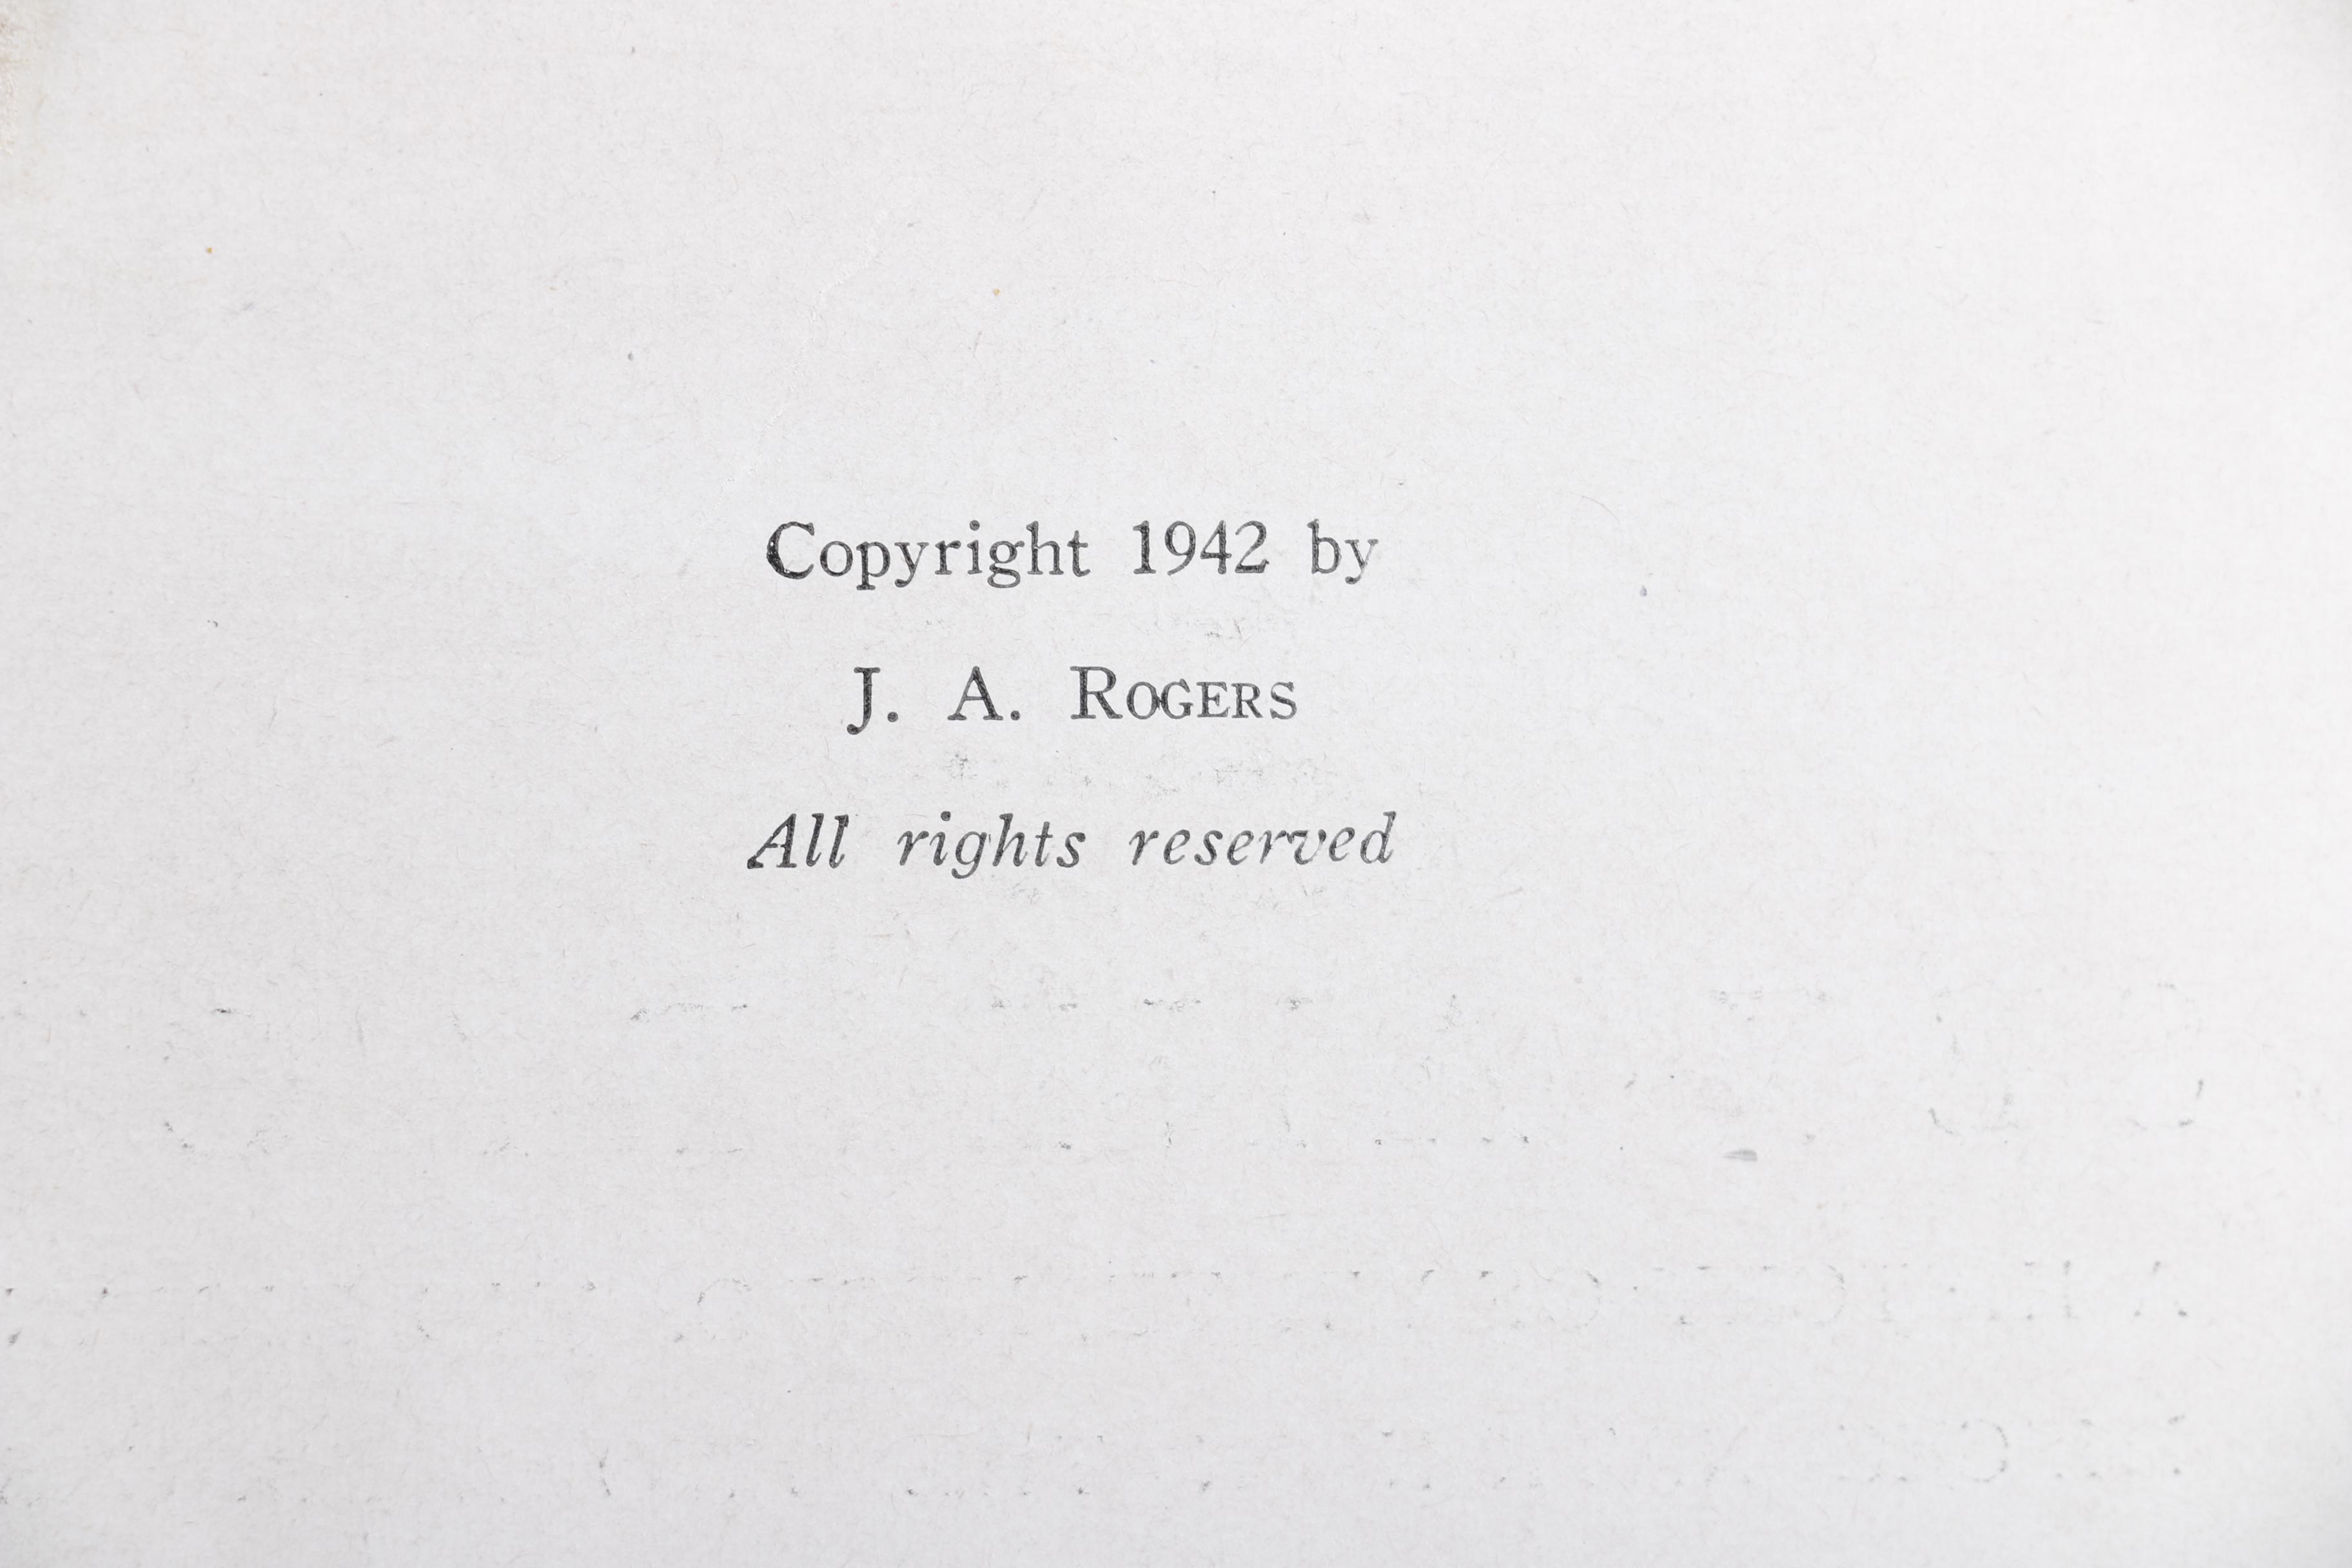 Copyright 1942 by
J. A. ROGERS
All rights reserved